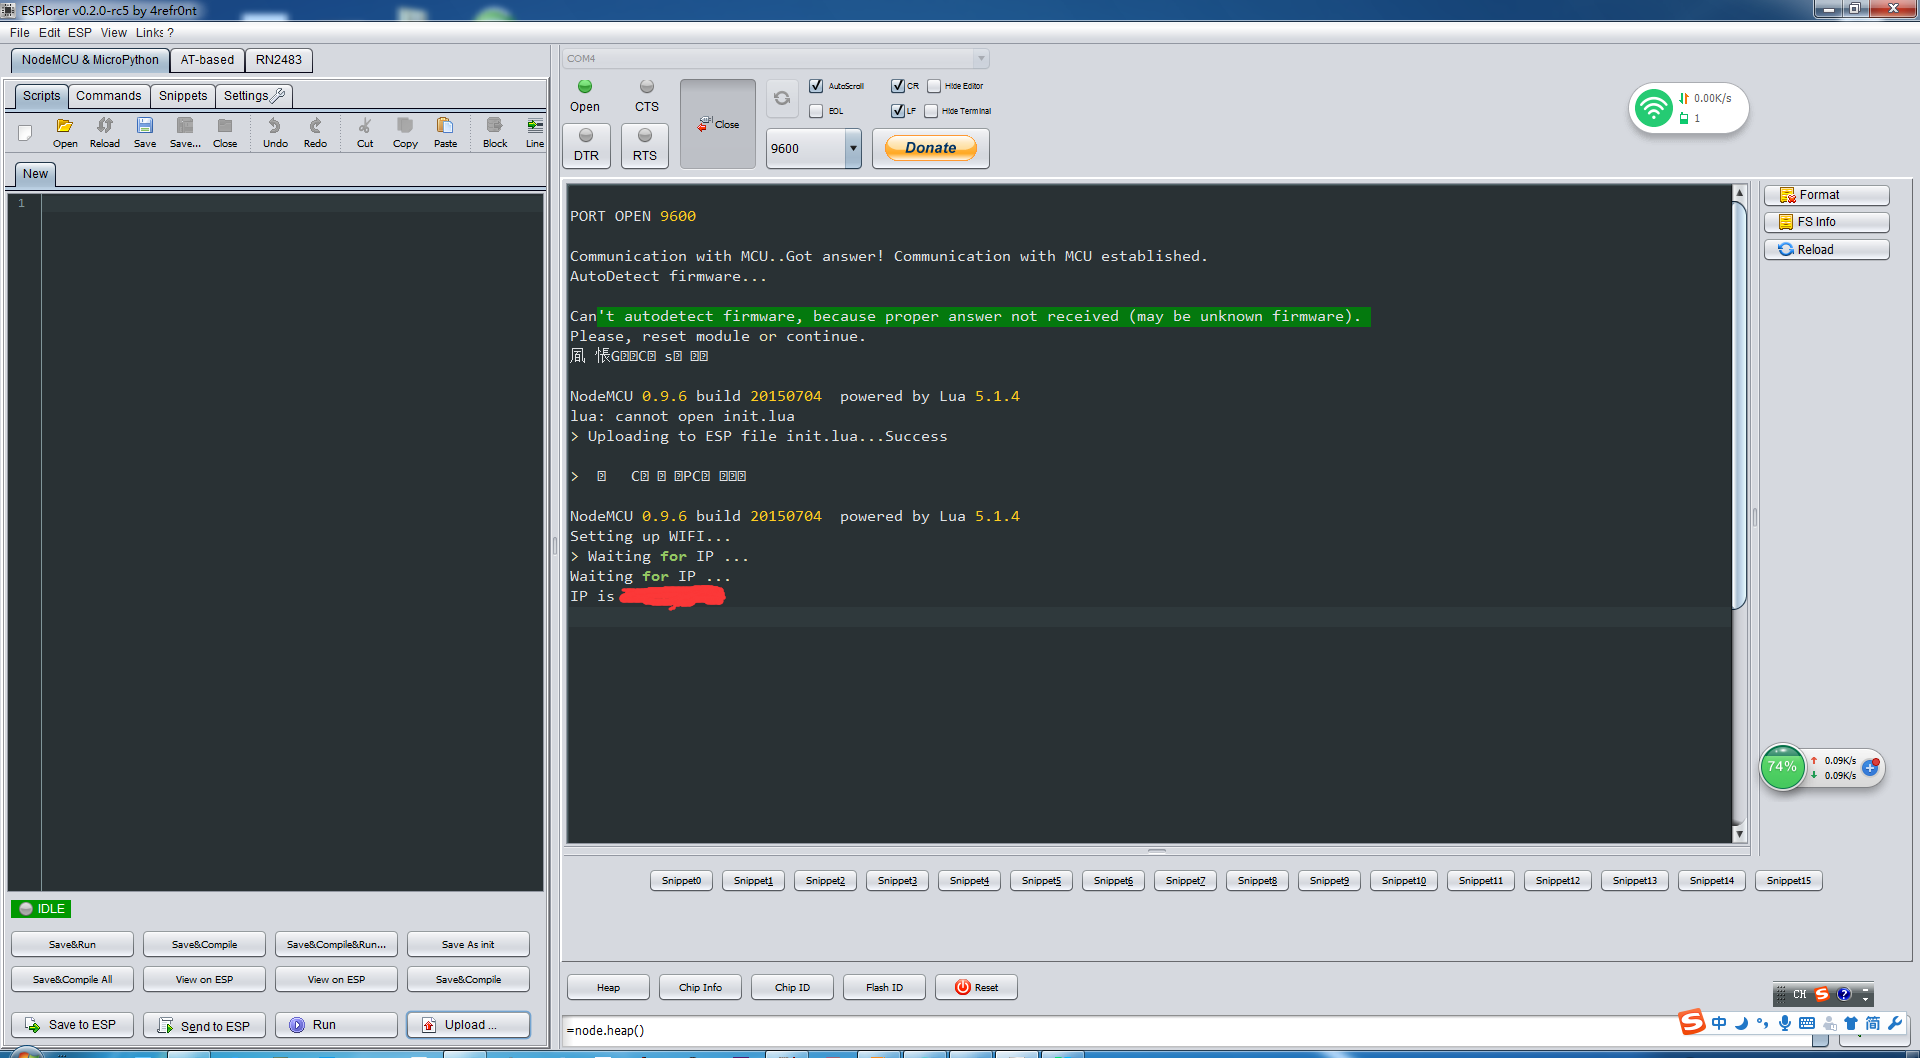 ESPlorer v0.2.0-rc5 by 4refr0nt
File Edit ESP View Links ?
NodeMCU & MicroPython AT-based RN2483
Scripts Commands Snippets Settings
Open Reload Save Save... Close Undo Redo Cut Copy Paste Block Line
New
1
IDLE
Save&Run Save&Compile Save&Compile&Run... Save As init
Save&Compile All View on ESP View on ESP Save&Compile
Save to ESP Send to ESP Run Upload ...
COM4
Open CTS
DTR RTS
Close
AutoScroll CR Hide Editor
EOL LF Hide Terminal
9600
Donate
0.00K/s
1
PORT OPEN 9600
Communication with MCU..Got answer! Communication with MCU established.
AutoDetect firmware...
Can't autodetect firmware, because proper answer not received (may be unknown firmware).
Please, reset module or continue.
NodeMCU 0.9.6 build 20150704  powered by Lua 5.1.4
lua: cannot open init.lua
> Uploading to ESP file init.lua...Success
>
NodeMCU 0.9.6 build 20150704  powered by Lua 5.1.4
Setting up WIFI...
> Waiting for IP ...
Waiting for IP ...
IP is
Format
FS Info
Reload
74%
0.09K/s
0.09K/s
Snippet0 Snippet1 Snippet2 Snippet3 Snippet4 Snippet5 Snippet6 Snippet7 Snippet8 Snippet9 Snippet10 Snippet11 Snippet12 Snippet13 Snippet14 Snippet15
Heap Chip Info Chip ID Flash ID Reset
=node.heap()
CH S ?
S 中 简